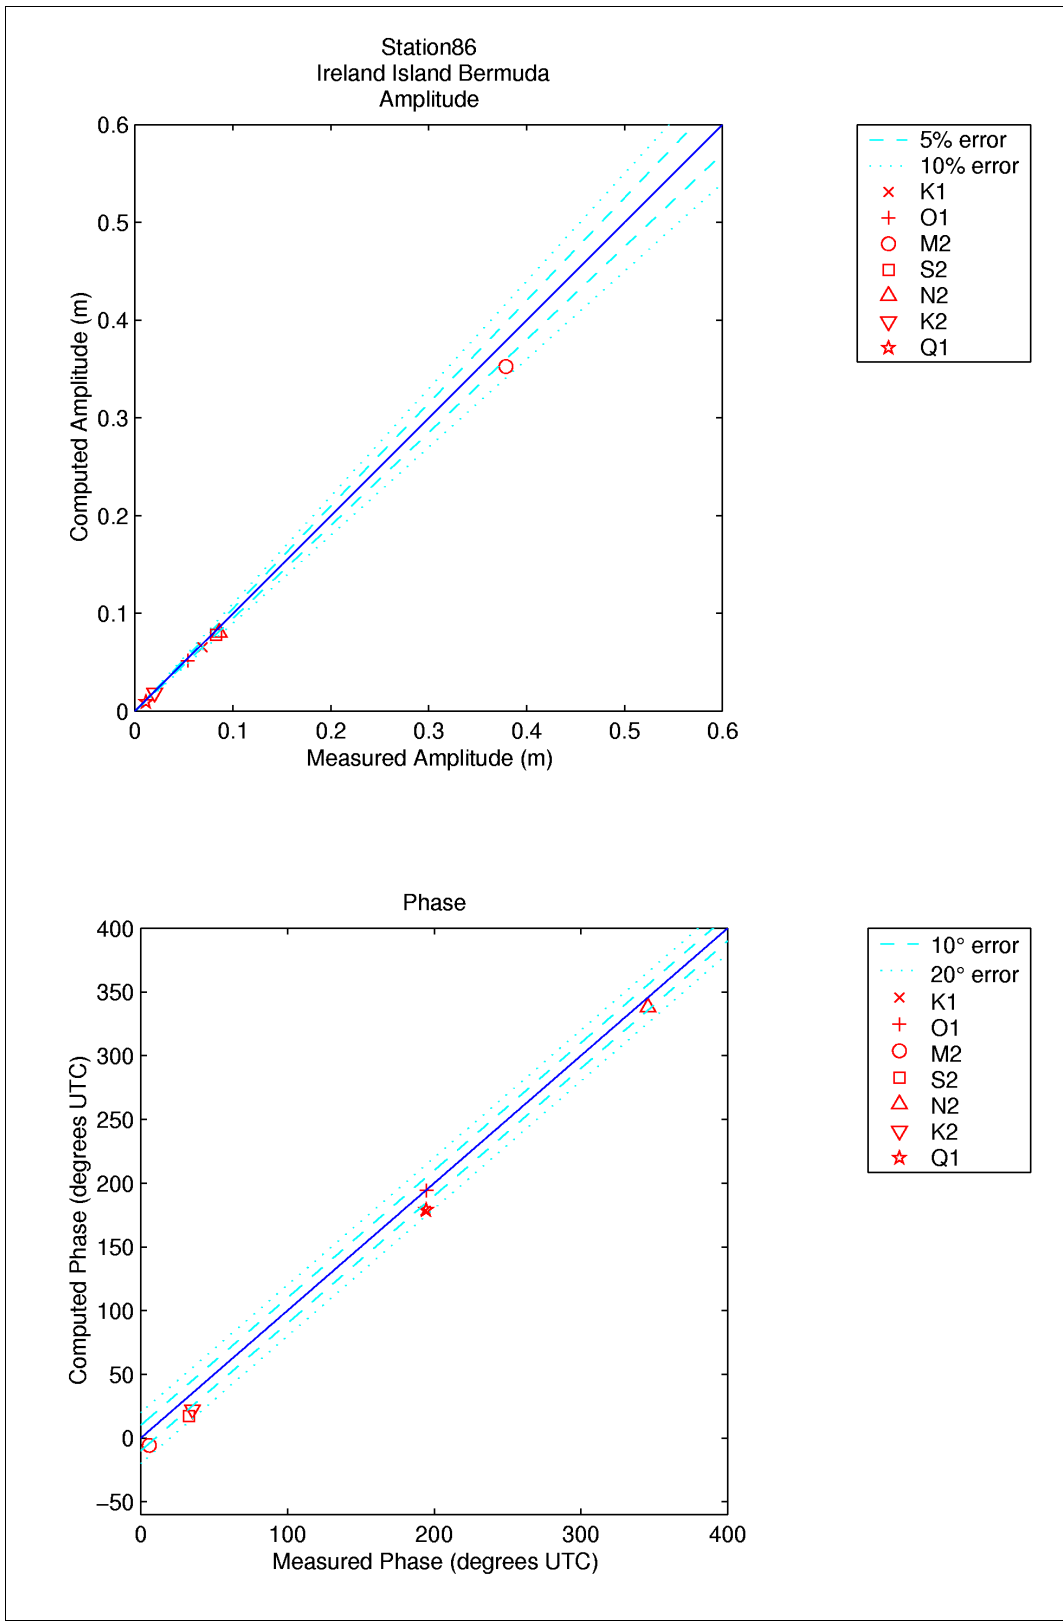 Station86
Ireland Island Bermuda
Amplitude
0.6
0.5
0.4
0.3
0.2
0.1
0
Computed Amplitude (m)
0 0.1 0.2 0.3 0.4 0.5 0.6
Measured Amplitude (m)
5% error
10% error
K1
O1
M2
S2
N2
K2
Q1
Phase
400
350
300
250
200
150
100
50
0
−50
Computed Phase (degrees UTC)
0 100 200 300 400
Measured Phase (degrees UTC)
10° error
20° error
K1
O1
M2
S2
N2
K2
Q1